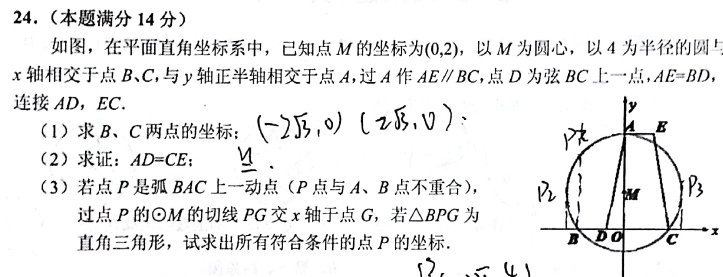 24.（本题满分 14 分）
如图，在平面直角坐标系中，已知点 M 的坐标为(0,2)，以 M 为圆心，以 4 为半径的圆与
x 轴相交于点 B、C，与 y 轴正半轴相交于点 A，过 A 作 AE∥BC，点 D 为弦 BC 上一点，AE=BD，
连接 AD，EC.
（1）求 B、C 两点的坐标； (-2√3,0) (2√3,0)
（2）求证：AD=CE；
（3）若点 P 是弧 BAC 上一动点（P 点与 A、B 点不重合），
过点 P 的⊙M 的切线 PG 交 x 轴于点 G，若△BPG 为
直角三角形，试求出所有符合条件的点 P 的坐标.
y
A E
P2 M P3
B D O C x